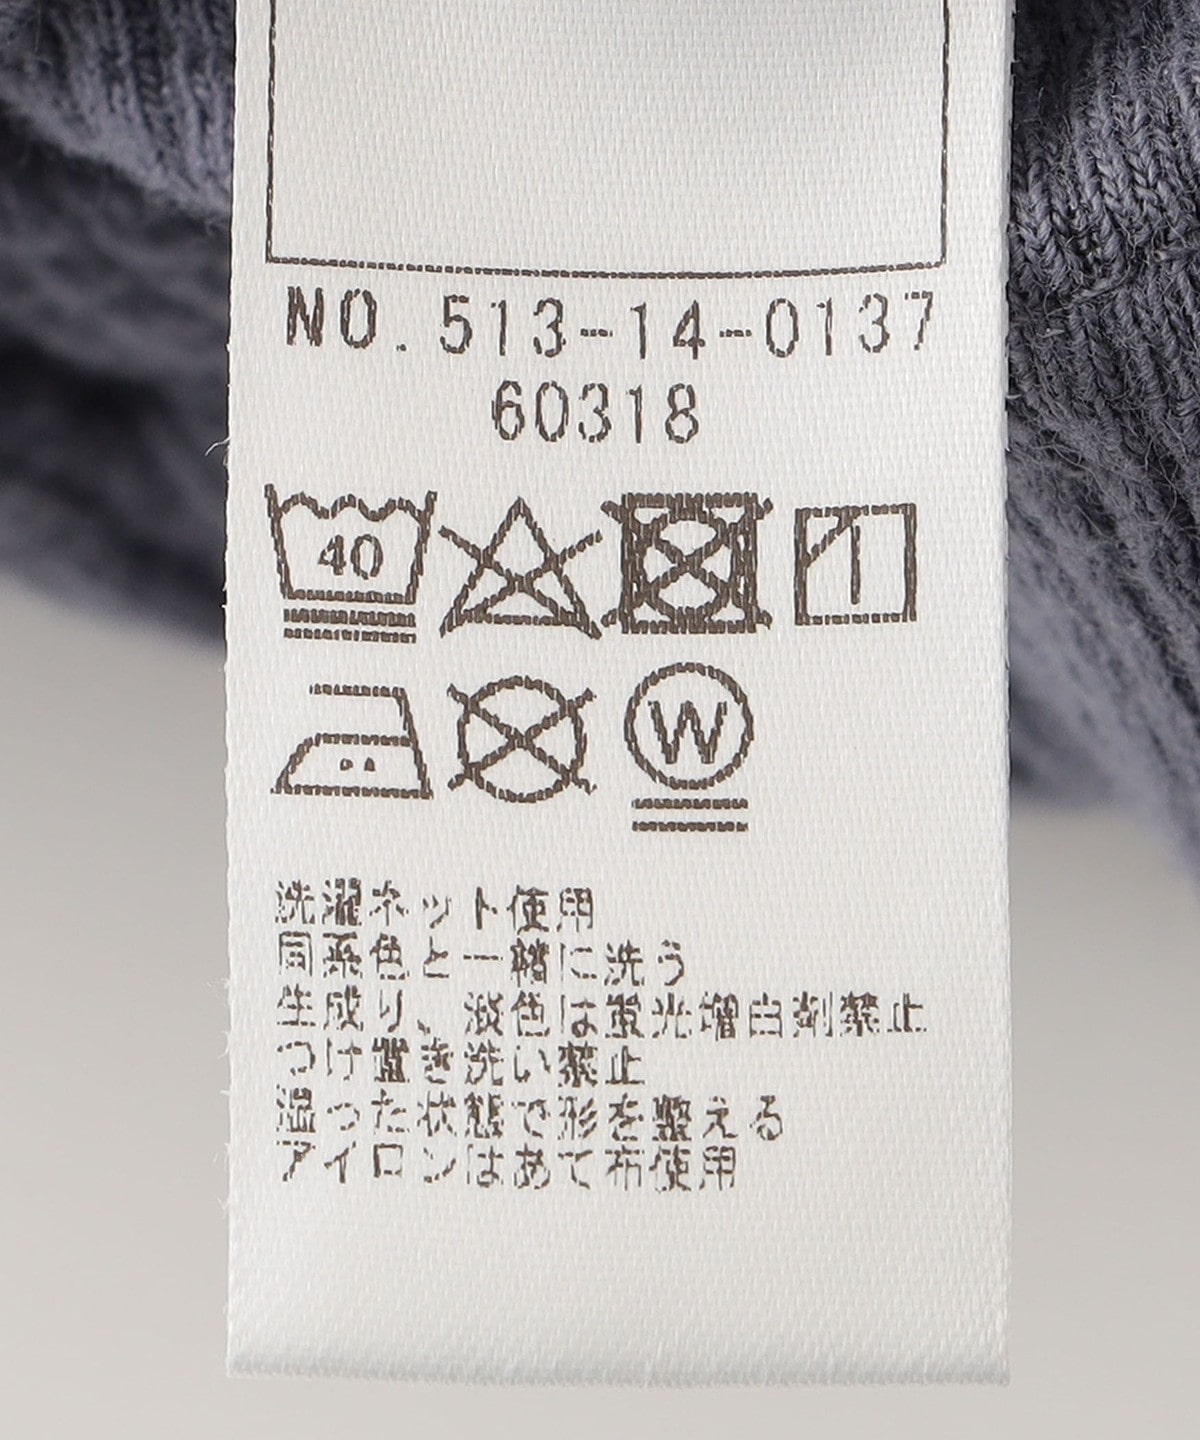 NO.513-14-0137
60318
40
W
洗濯ネット使用
同系色と一緒に洗う
生成り、淡色は蛍光増白剤禁止
つけ置き洗い禁止
湿った状態で形を整える
アイロンはあて布使用